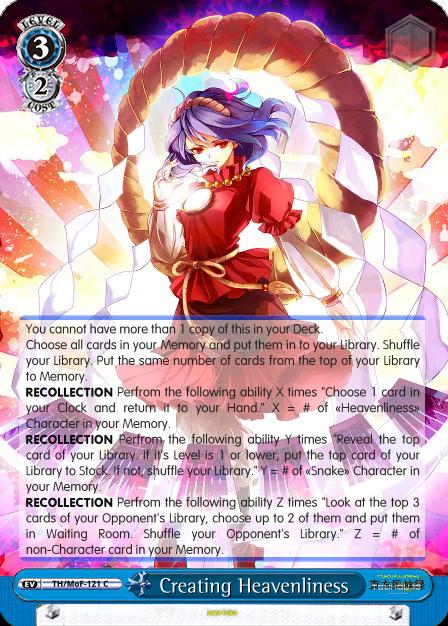 LEVEL
3
2
COST
You cannot have more than 1 copy of this in your Deck.
Choose all cards in your Memory and put them in to your Library. Shuffle
your Library. Put the same number of cards from the top of your Library
to Memory.
RECOLLECTION Perfrom the following ability X times "Choose 1 card in
your Clock and return it to your Hand." X = # of «Heavenliness»
Character in your Memory.
RECOLLECTION Perfrom the following ability Y times "Reveal the top
card of your Library. If it's Level is 1 or lower, put the top card of your
Library to Stock. If not, shuffle your Library." Y = # of «Snake» Character in
your Memory.
RECOLLECTION Perfrom the following ability Z times "Look at the top 3
cards of your Opponent's Library, choose up to 2 of them and put them
in Waiting Room. Shuffle your Opponent's Library." Z = # of
non-Character card in your Memory.
EV TH/MoF-121 C Creating Heavenliness